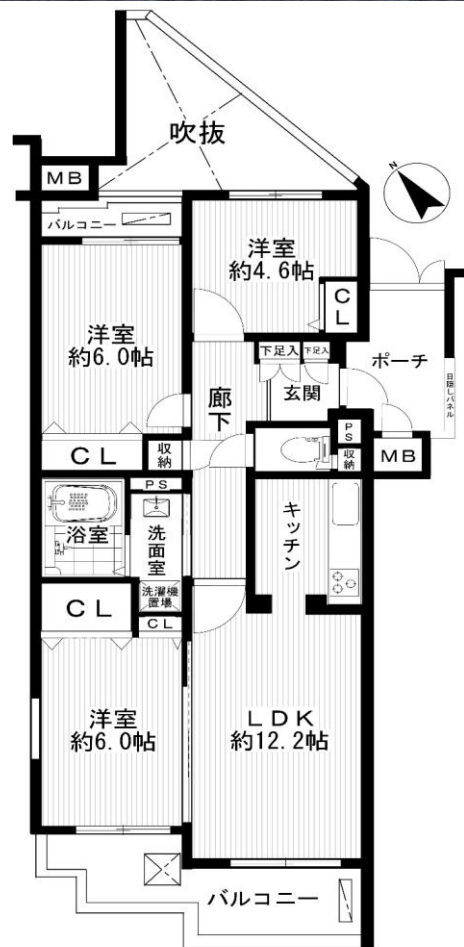 吹抜
N
MB
バルコニー
洋室
約4.6帖
CL
洋室
約6.0帖
下足入
下足入
ポーチ
玄関
廊下
目隠しパネル
PS
収納
MB
CL
収納
PS
キッチン
浴室
洗面室
洗濯機
置場
CL
CL
洋室
約6.0帖
LDK
約12.2帖
バルコニー